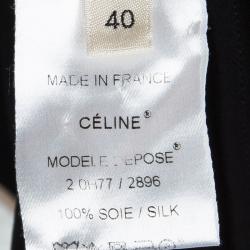 40
MADE IN FRANCE
CÉLINE®
MODELE DEPOSE®
2 0H77 / 2896
100% SOIE / SILK